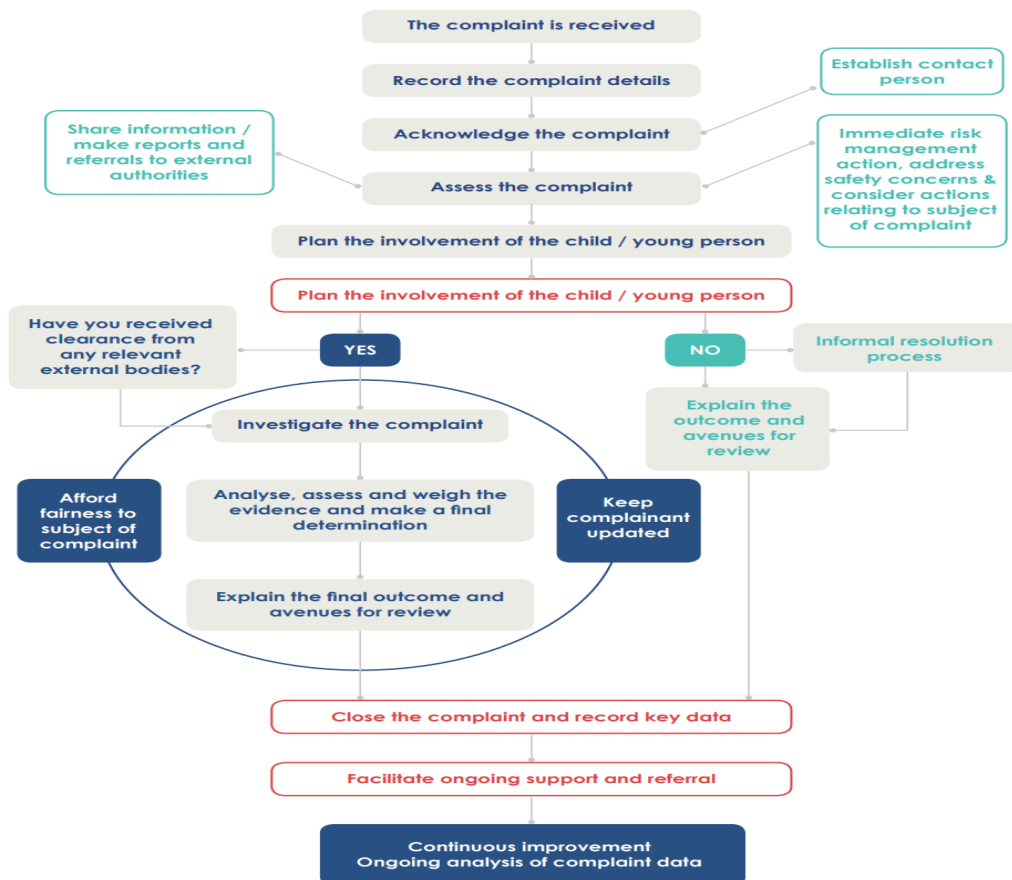 The complaint is received
Record the complaint details
Establish contact
person
Acknowledge the complaint
Share information /
make reports and
referrals to external
authorities
Immediate risk
management
action, address
safety concerns &
consider actions
relating to subject
of complaint
Assess the complaint
Plan the involvement of the child / young person
Plan the involvement of the child / young person
Have you received
clearance from
any relevant
external bodies?
YES
NO
Informal resolution
process
Investigate the complaint
Explain the
outcome and
avenues for
review
Afford
fairness to
subject of
complaint
Analyse, assess and weigh the
evidence and make a final
determination
Keep
complainant
updated
Explain the final outcome and
avenues for review
Close the complaint and record key data
Facilitate ongoing support and referral
Continuous improvement
Ongoing analysis of complaint data